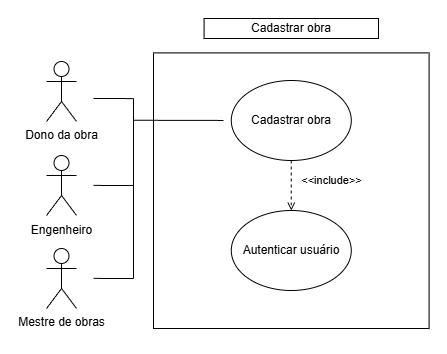 Cadastrar obra
Cadastrar obra
Dono da obra
<<include>>
Engenheiro
Autenticar usuário
Mestre de obras